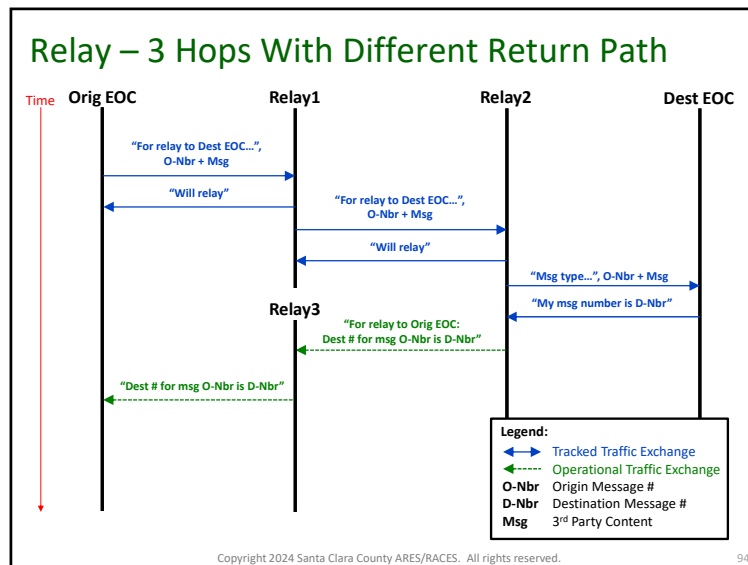 Relay – 3 Hops With Different Return Path
Time
Orig EOC
Relay1
Relay2
Dest EOC
“For relay to Dest EOC…”,
O-Nbr + Msg
“Will relay”
“For relay to Dest EOC…”,
O-Nbr + Msg
“Will relay”
“Msg type…”, O-Nbr + Msg
“My msg number is D-Nbr”
Relay3
“For relay to Orig EOC:
Dest # for msg O-Nbr is D-Nbr”
“Dest # for msg O-Nbr is D-Nbr”
Legend:
Tracked Traffic Exchange
Operational Traffic Exchange
O-Nbr Origin Message #
D-Nbr Destination Message #
Msg 3rd Party Content
Copyright 2024 Santa Clara County ARES/RACES. All rights reserved.
94